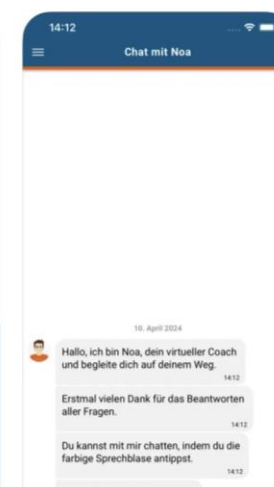 14:12
Chat mit Noa
10. April 2024
Hallo, ich bin Noa, dein virtueller Coach
und begleite dich auf deinem Weg.
14:12
Erstmal vielen Dank für das Beantworten
aller Fragen.
14:12
Du kannst mit mir chatten, indem du die
farbige Sprechblase antippst.
14:12